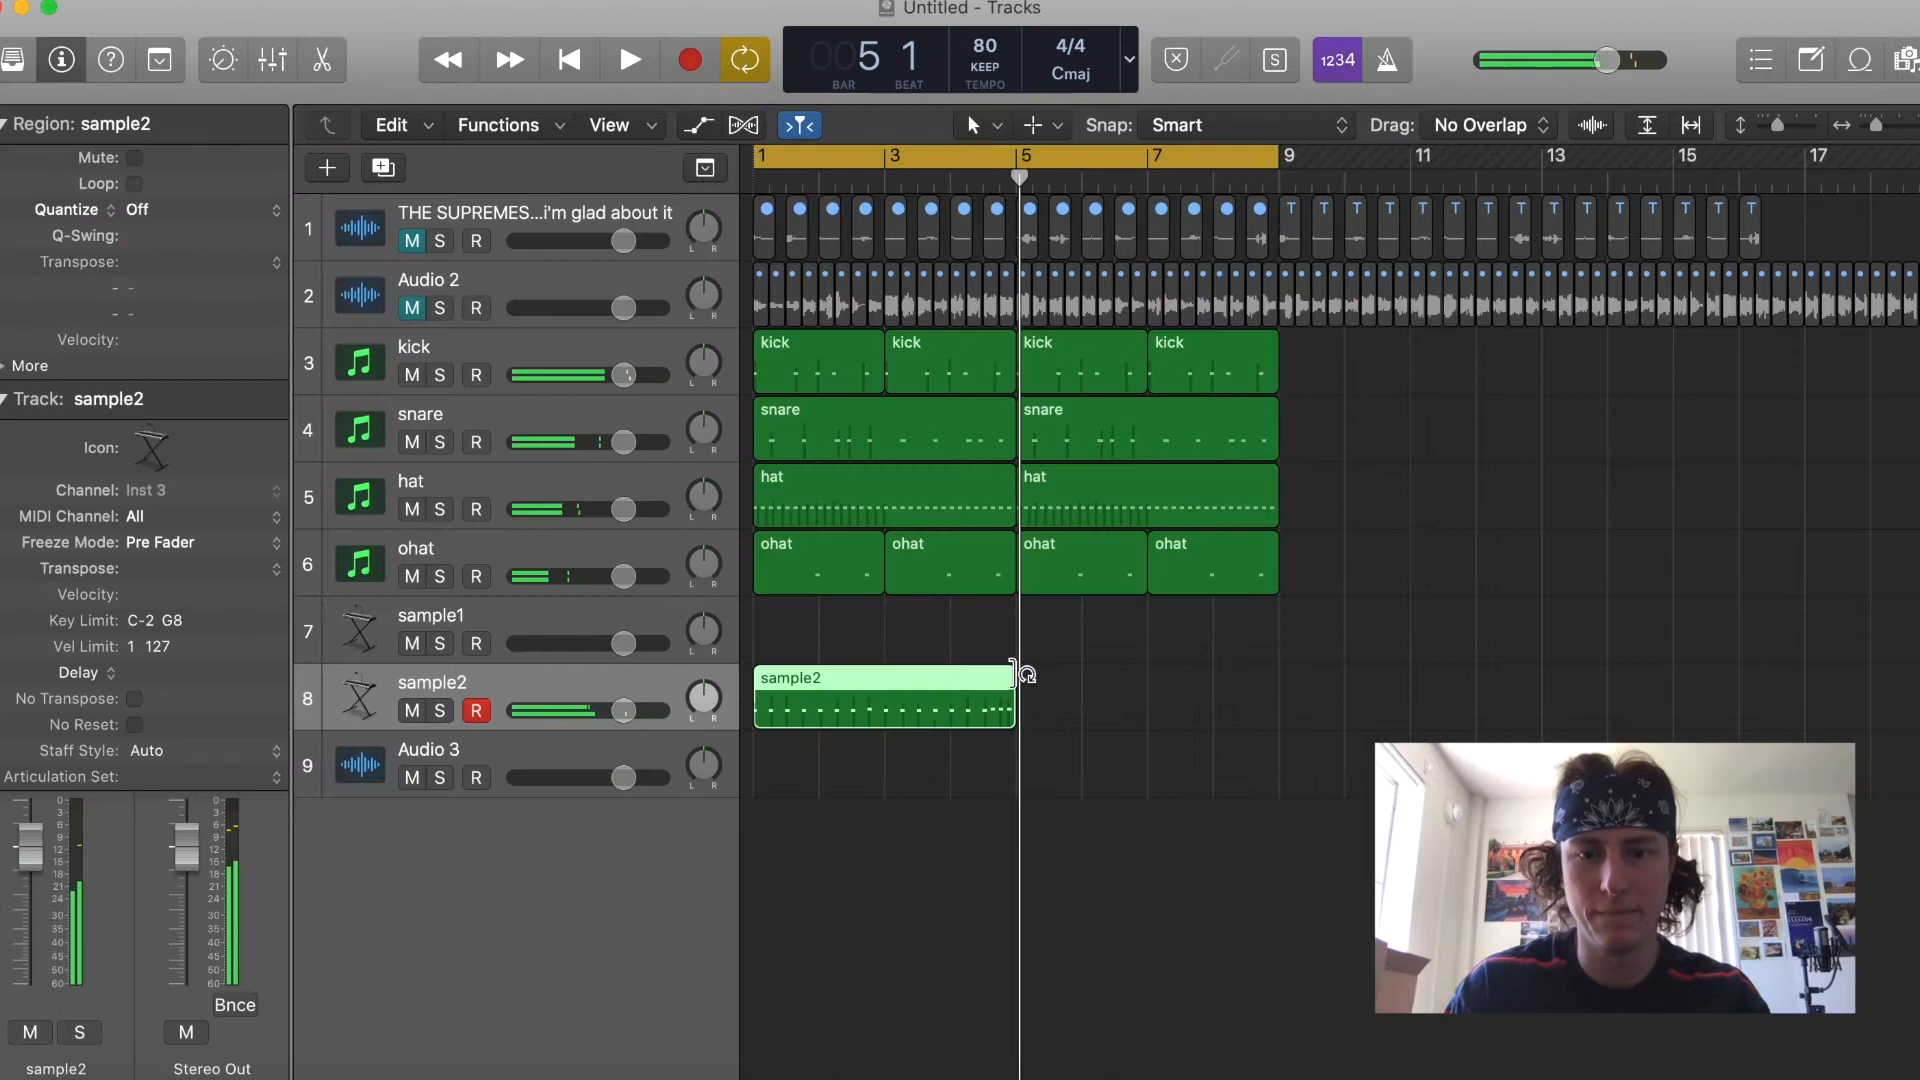 Untitled - Tracks
005 1
BAR BEAT
80
KEEP
TEMPO
4/4
Cmaj
S
1234
Region: sample2
Mute:
Loop:
Quantize Off
Q-Swing:
Transpose:
- -
- -
Velocity:
More
Track: sample2
Icon:
Channel: Inst 3
MIDI Channel: All
Freeze Mode: Pre Fader
Transpose:
Velocity:
Key Limit: C-2 G8
Vel Limit: 1 127
Delay
No Transpose:
No Reset:
Staff Style: Auto
Articulation Set:
Bnce
M S
M
sample2
Stereo Out
Edit Functions View
Snap: Smart
Drag: No Overlap
1 3 5 7 9 11 13 15 17
1 THE SUPREMES...i'm glad about it
M S R L R
2 Audio 2
M S R L R
3 kick
M S R L R
kick kick kick kick
4 snare
M S R L R
snare snare
5 hat
M S R L R
hat hat
6 ohat
M S R L R
ohat ohat ohat ohat
7 sample1
M S R L R
8 sample2
M S R L R
sample2
9 Audio 3
M S R L R